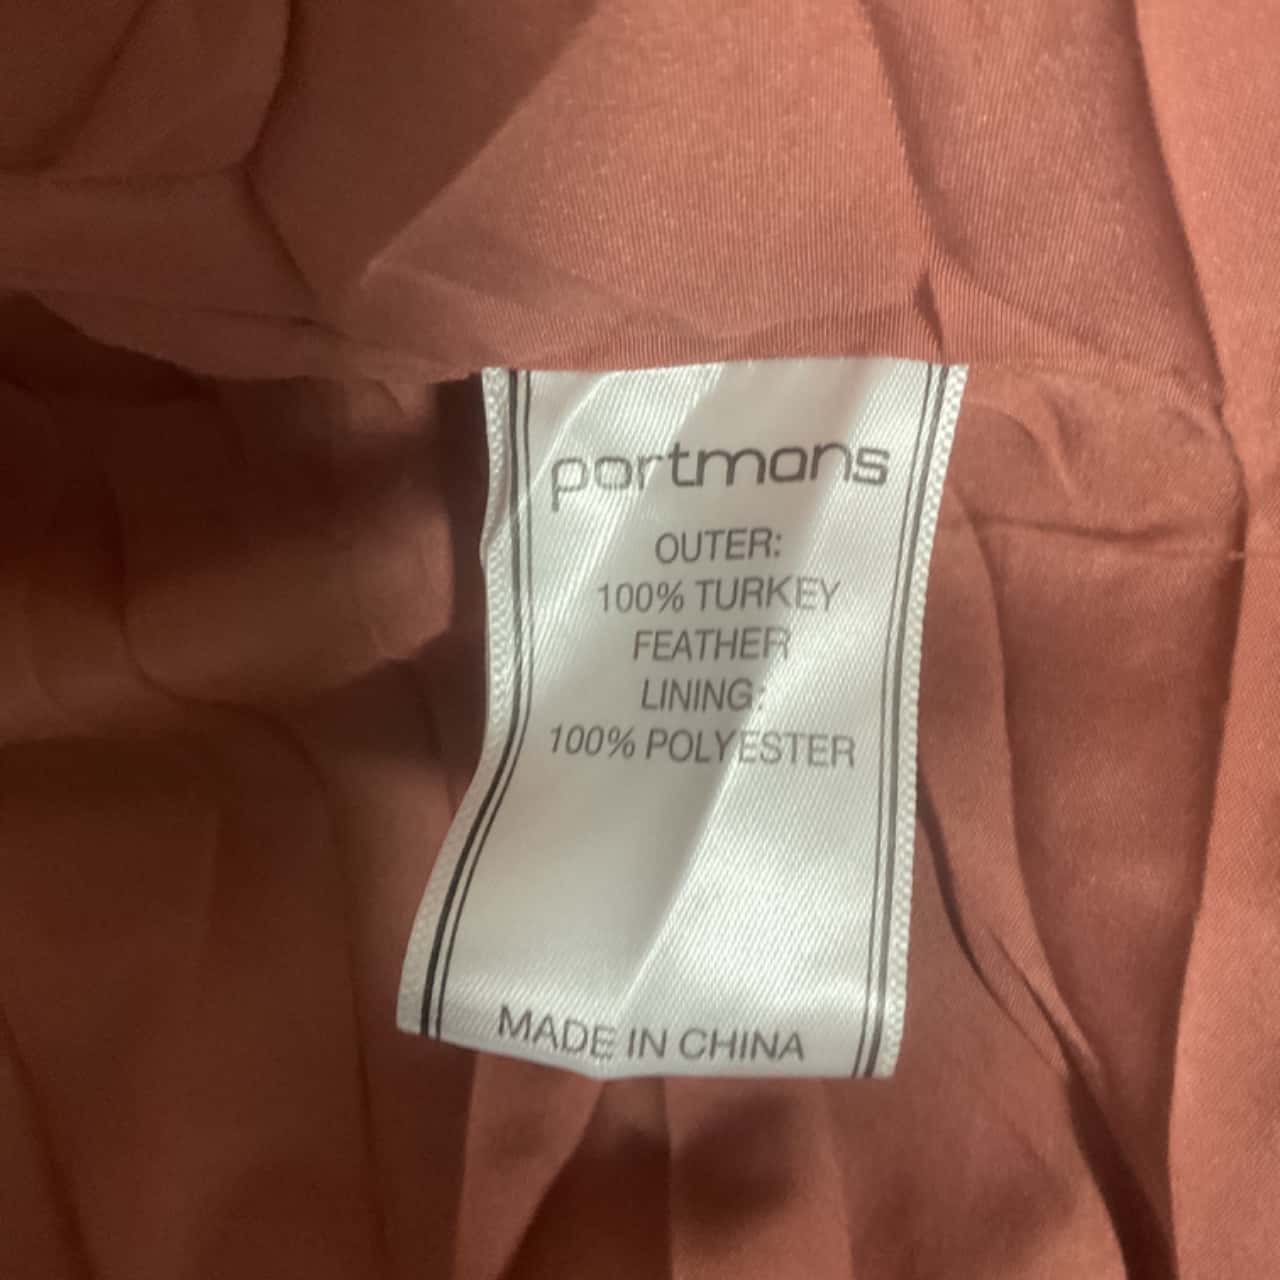 portmans
OUTER:
100% TURKEY
FEATHER
LINING:
100% POLYESTER
MADE IN CHINA